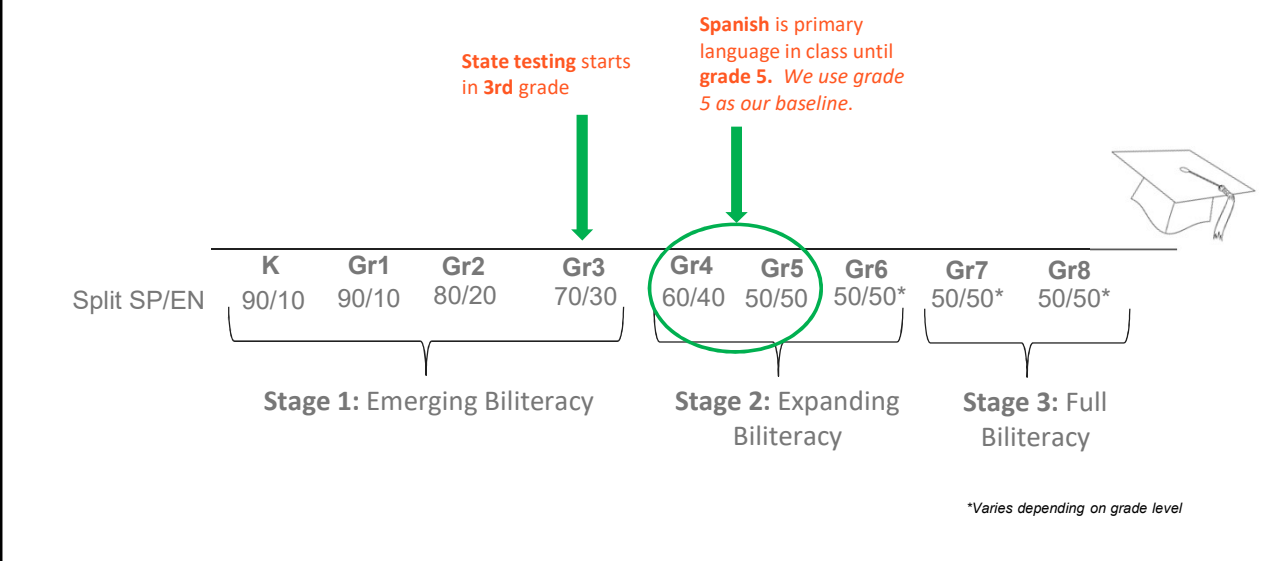 Spanish is primary
language in class until
grade 5. We use grade
5 as our baseline.
State testing starts
in 3rd grade
K Gr1 Gr2 Gr3 Gr4 Gr5 Gr6 Gr7 Gr8
Split SP/EN 90/10 90/10 80/20 70/30 60/40 50/50 50/50* 50/50* 50/50*
Stage 1: Emerging Biliteracy
Stage 2: Expanding
Biliteracy
Stage 3: Full
Biliteracy
*Varies depending on grade level